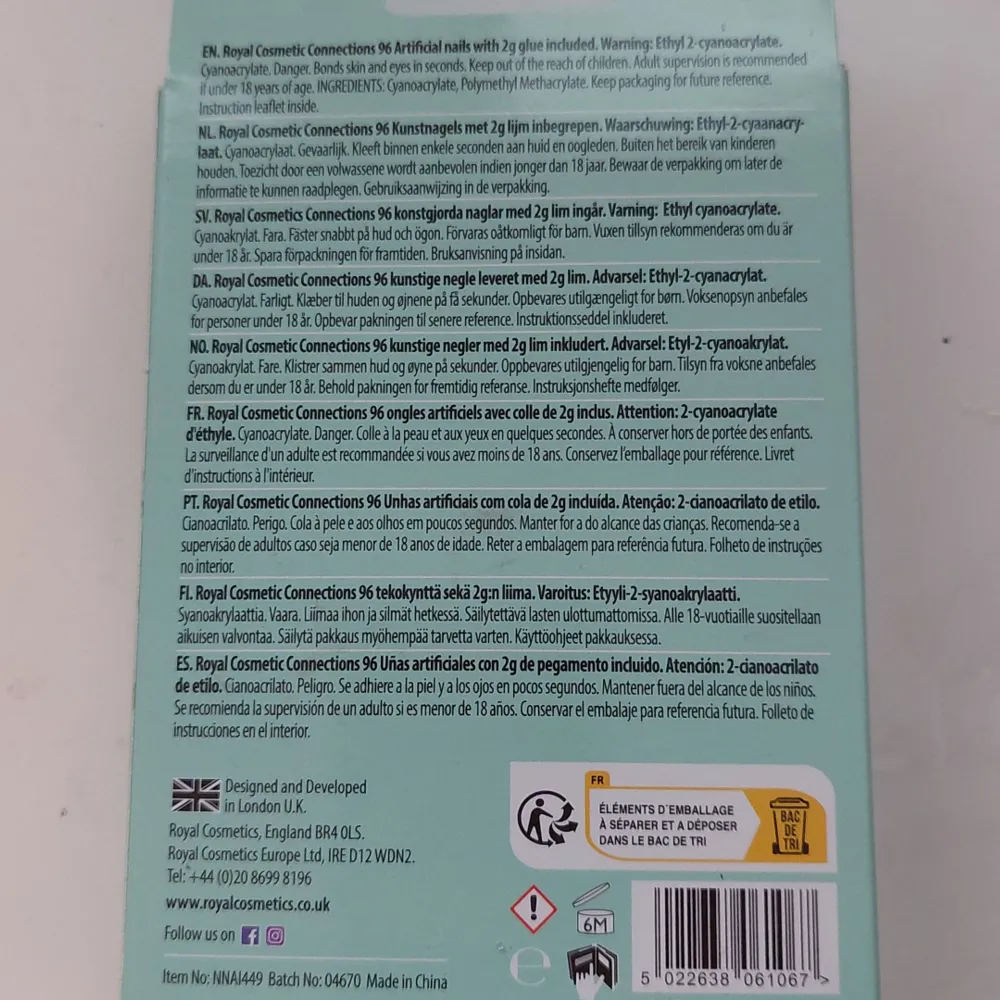 EN. Royal Cosmetic Connections 96 Artificial nails with 2g glue included. Warning: Ethyl 2-cyanoacrylate.
Cyanoacrylate. Danger. Bonds skin and eyes in seconds. Keep out of the reach of children. Adult supervision is recommended
if under 18 years of age. INGREDIENTS: Cyanoacrylate, Polymethyl Methacrylate. Keep packaging for future reference.
Instruction leaflet inside.
NL. Royal Cosmetic Connections 96 Kunstnagels met 2g lijm inbegrepen. Waarschuwing: Ethyl-2-cyaanacry-
laat. Cyanoacrylaat. Gevaarlijk. Kleeft binnen enkele seconden aan huid en oogleden. Buiten het bereik van kinderen
houden. Toezicht door een volwassene wordt aanbevolen indien jonger dan 18 jaar. Bewaar de verpakking om later de
informatie te kunnen raadplegen. Gebruiksaanwijzing in de verpakking.
SV. Royal Cosmetics Connections 96 konstgjorda naglar med 2g lim ingår. Varning: Ethyl cyanoacrylate.
Cyanoakrylat. Fara. Fäster snabbt på hud och ögon. Förvaras oåtkomligt för barn. Vuxen tillsyn rekommenderas om du är
under 18 år. Spara förpackningen för framtiden. Bruksanvisning på insidan.
DA. Royal Cosmetic Connections 96 kunstige negle leveret med 2g lim. Advarsel: Ethyl-2-cyanacrylat.
Cyanoacrylat. Farligt. Klæber til huden og øjnene på få sekunder. Opbevares utilgængeligt for børn. Voksenopsyn anbefales
for personer under 18 år. Opbevar pakningen til senere reference. Instruktionsseddel inkluderet.
NO. Royal Cosmetic Connections 96 kunstige negler med 2g lim inkludert. Advarsel: Etyl-2-cyanoakrylat.
Cyanoakrylat. Fare. Klistrer sammen hud og øyne på sekunder. Oppbevares utilgjengelig for barn. Tilsyn fra voksne anbefales
dersom du er under 18 år. Behold pakningen for fremtidig referanse. Instruksjonshefte medfølger.
FR. Royal Cosmetic Connections 96 ongles artificiels avec colle de 2g inclus. Attention: 2-cyanoacrylate
d'éthyle. Cyanoacrylate. Danger. Colle à la peau et aux yeux en quelques secondes. À conserver hors de portée des enfants.
La surveillance d'un adulte est recommandée si vous avez moins de 18 ans. Conservez l'emballage pour référence. Livret
d'instructions à l'intérieur.
PT. Royal Cosmetic Connections 96 Unhas artificiais com cola de 2g incluída. Atenção: 2-cianoacrilato de etilo.
Cianoacrilato. Perigo. Cola à pele e aos olhos em poucos segundos. Manter for a do alcance das crianças. Recomenda-se a
supervisão de adultos caso seja menor de 18 anos de idade. Reter a embalagem para referência futura. Folheto de instruções
no interior.
FI. Royal Cosmetic Connections 96 tekokynttä sekä 2g:n liima. Varoitus: Etyyli-2-syanoakrylaatti.
Syanoakrylaattia. Vaara. Liimaa ihon ja silmät hetkessä. Säilytettävä lasten ulottumattomissa. Alle 18-vuotiaille suositellaan
aikuisen valvontaa. Säilytä pakkaus myöhempää tarvetta varten. Käyttöohjeet pakkauksessa.
ES. Royal Cosmetic Connections 96 Uñas artificiales con 2g de pegamento incluido. Atención: 2-cianoacrilato
de etilo. Cianoacrilato. Peligro. Se adhiere a la piel y a los ojos en pocos segundos. Mantener fuera del alcance de los niños.
Se recomienda la supervisión de un adulto si es menor de 18 años. Conservar el embalaje para referencia futura. Folleto de
instrucciones en el interior.
Designed and Developed
in London U.K.
Royal Cosmetics, England BR4 0LS.
Royal Cosmetics Europe Ltd, IRE D12 WDN2.
Tel: +44 (0)20 8699 8196
www.royalcosmetics.co.uk
Follow us on
Item No: NNAI449 Batch No: 04670 Made in China
FR
ÉLÉMENTS D'EMBALLAGE
À SÉPARER ET A DÉPOSER
DANS LE BAC DE TRI
BAC
DE
TRI
6M
e
5 022638 061067 >